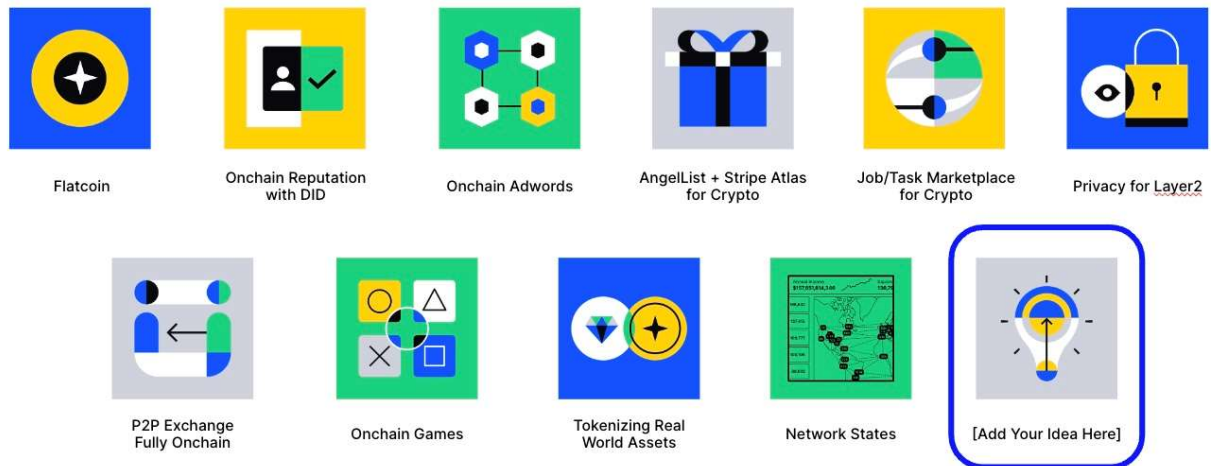 Flatcoin
Onchain Reputation
with DID
Onchain Adwords
AngelList + Stripe Atlas
for Crypto
Job/Task Marketplace
for Crypto
Privacy for Layer2
P2P Exchange
Fully Onchain
Onchain Games
Tokenizing Real
World Assets
Network States
[Add Your Idea Here]